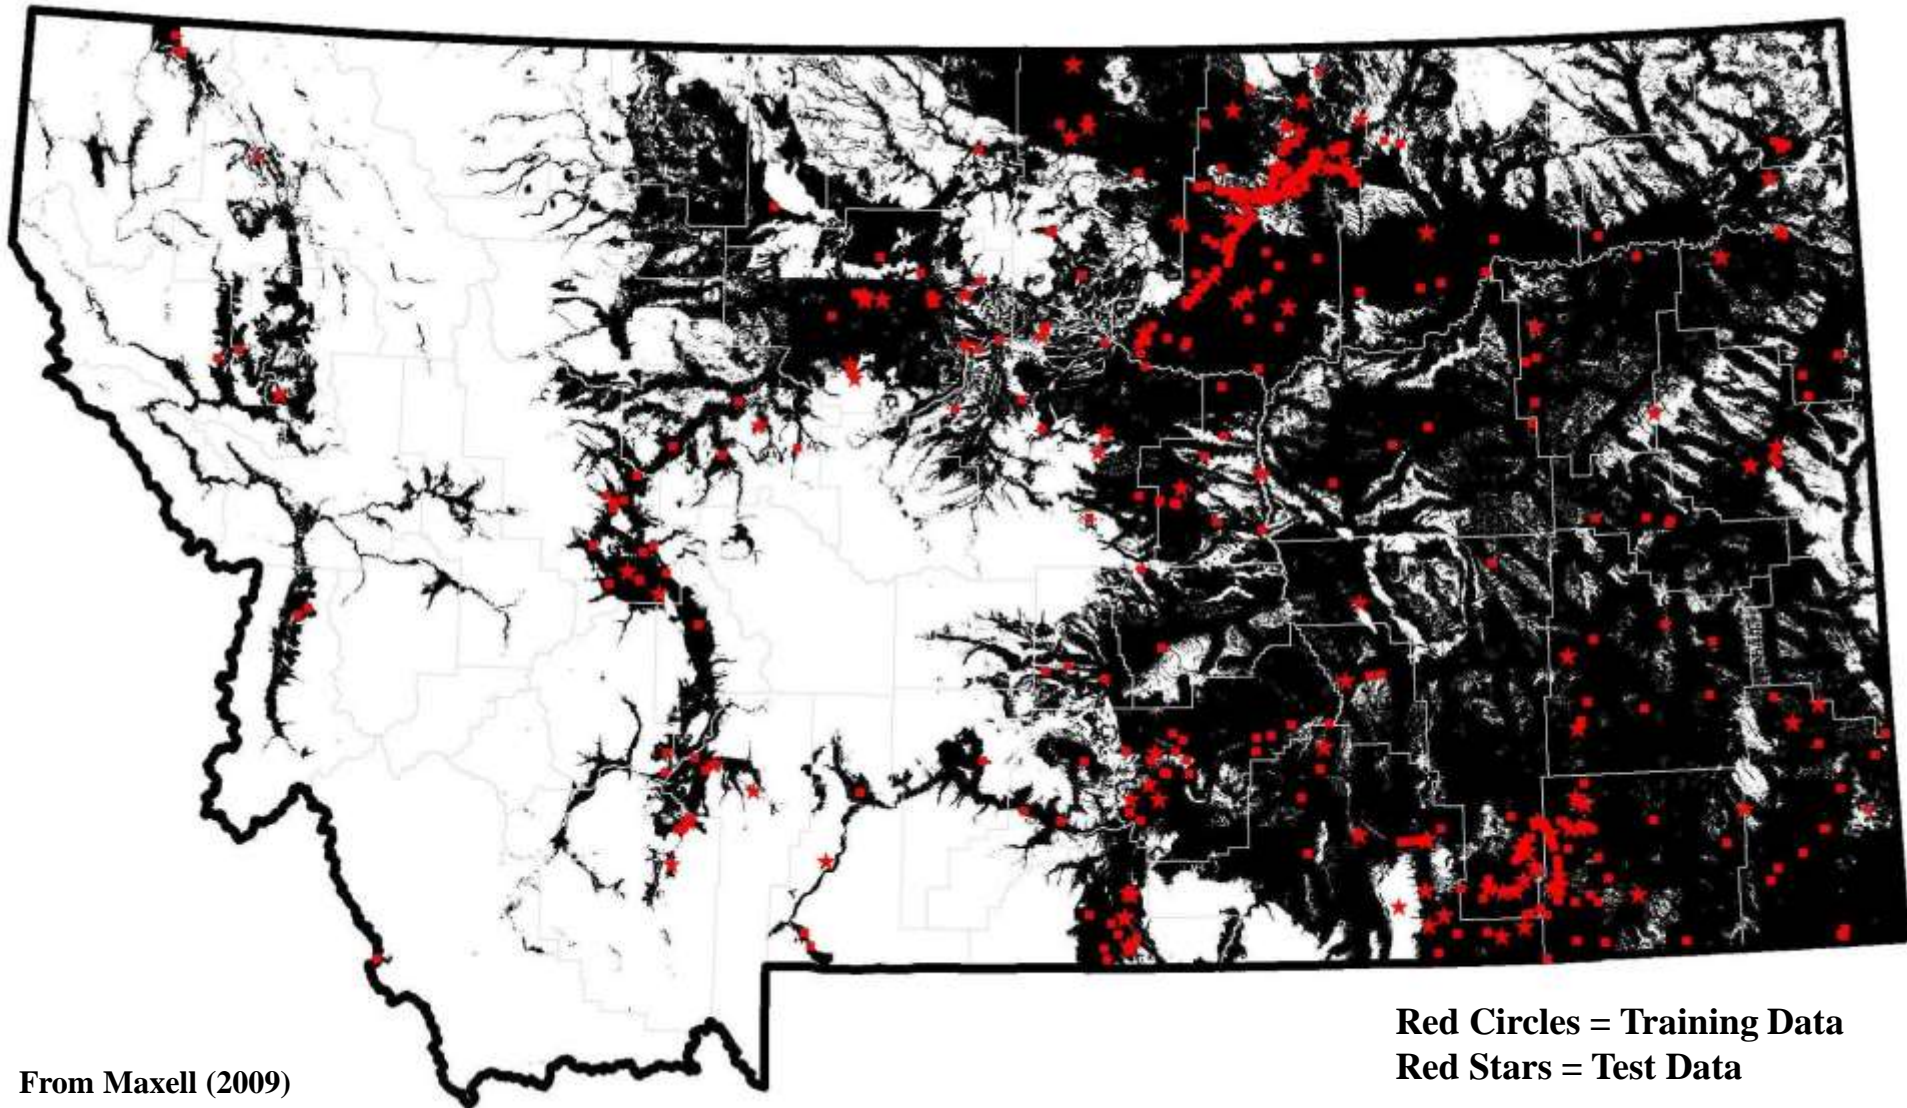 Red Circles = Training Data
Red Stars = Test Data
From Maxell (2009)